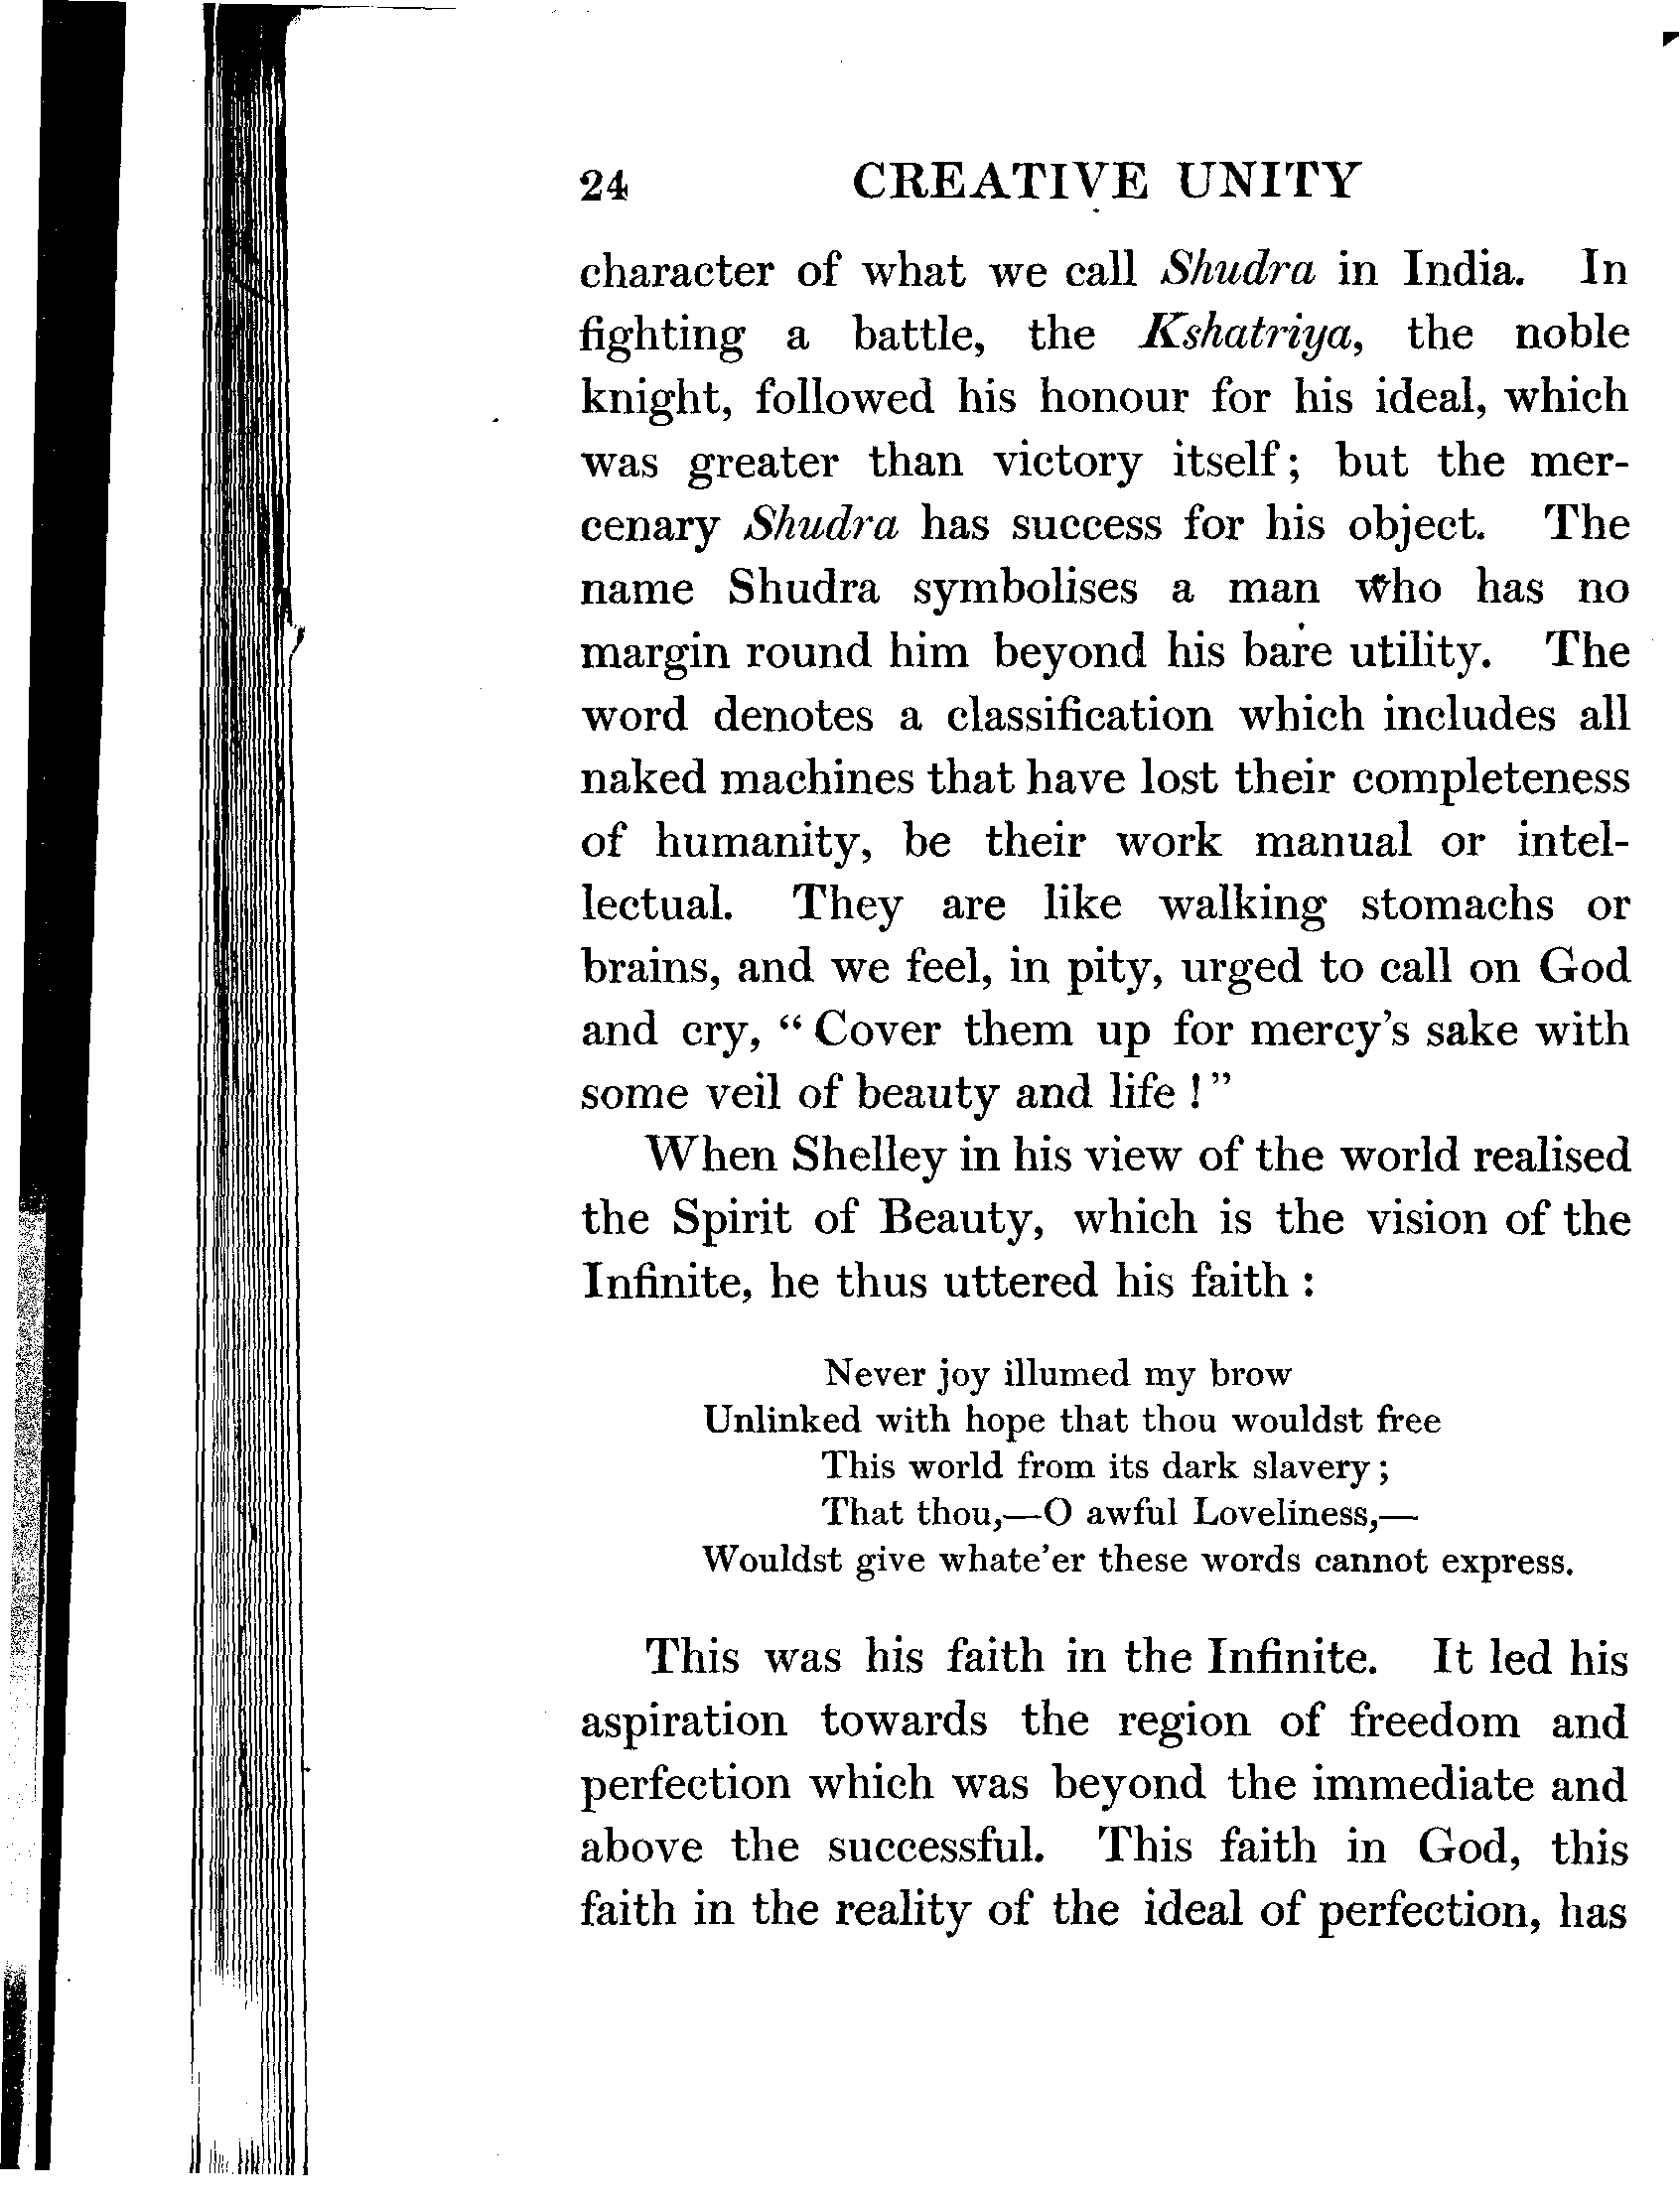 24 CREATIVE UNITY
character of what we call Shudra in India. In
fighting a battle, the Kshatriya, the noble
knight, followed his honour for his ideal, which
was greater than victory itself; but the mer-
cenary Shudra has success for his object. The
name Shudra symbolises a man who has no
margin round him beyond his bare utility. The
word denotes a classification which includes all
naked machines that have lost their completeness
of humanity, be their work manual or intel-
lectual. They are like walking stomachs or
brains, and we feel, in pity, urged to call on God
and cry, “Cover them up for mercy’s sake with
some veil of beauty and life!”
When Shelley in his view of the world realised
the Spirit of Beauty, which is the vision of the
Infinite, he thus uttered his faith:
Never joy illumed my brow
Unlinked with hope that thou wouldst free
This world from its dark slavery;
That thou,—O awful Loveliness,—
Wouldst give whate’er these words cannot express.
This was his faith in the Infinite. It led his
aspiration towards the region of freedom and
perfection which was beyond the immediate and
above the successful. This faith in God, this
faith in the reality of the ideal of perfection, has